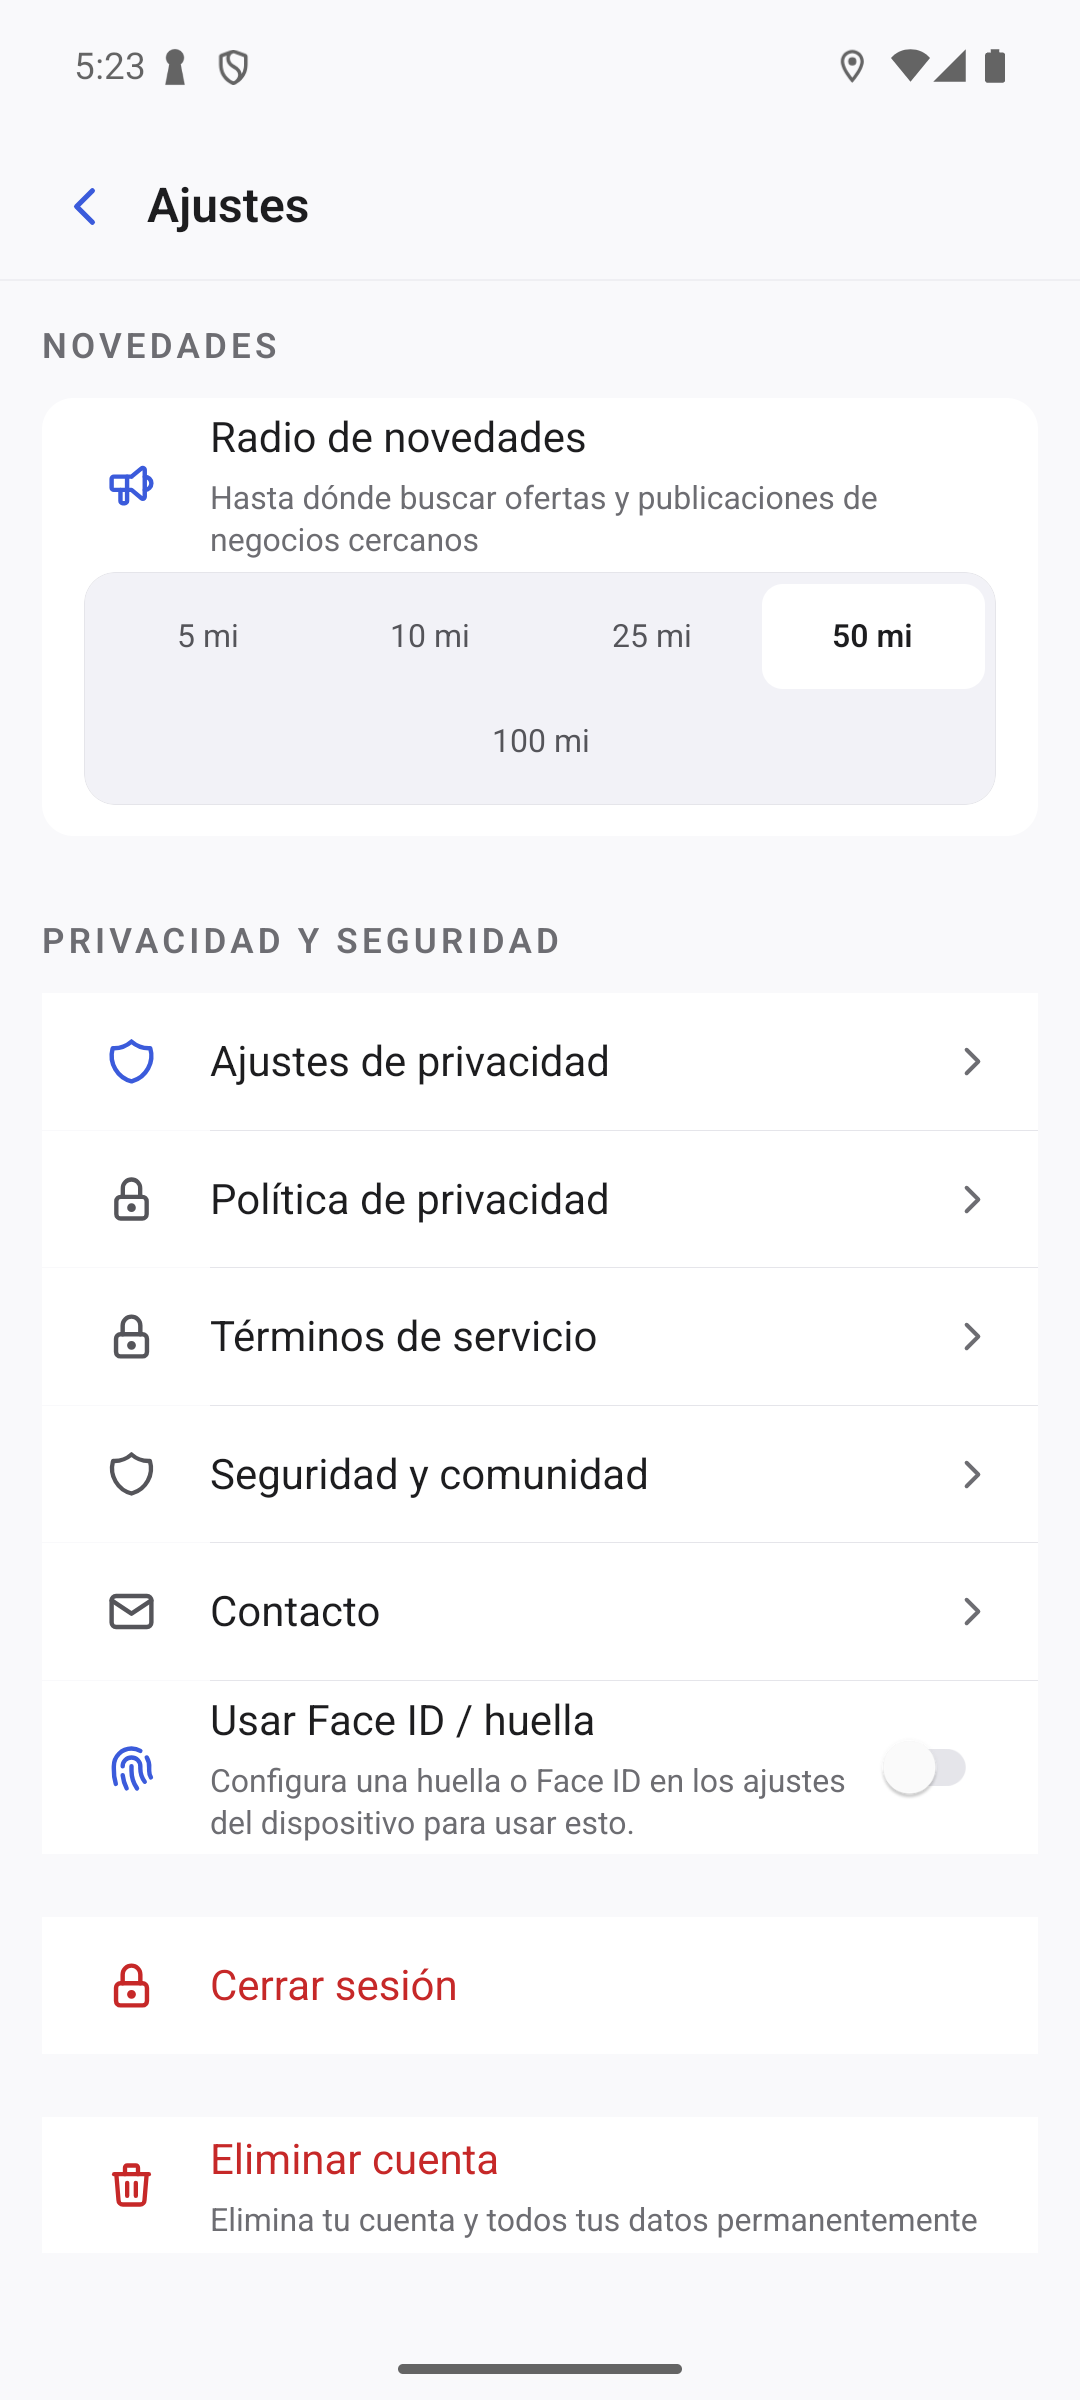 5:23
Ajustes
NOVEDADES
Radio de novedades
Hasta dónde buscar ofertas y publicaciones de
negocios cercanos
5 mi
10 mi
25 mi
50 mi
100 mi
PRIVACIDAD Y SEGURIDAD
Ajustes de privacidad
Política de privacidad
Términos de servicio
Seguridad y comunidad
Contacto
Usar Face ID / huella
Configura una huella o Face ID en los ajustes
del dispositivo para usar esto.
Cerrar sesión
Eliminar cuenta
Elimina tu cuenta y todos tus datos permanentemente